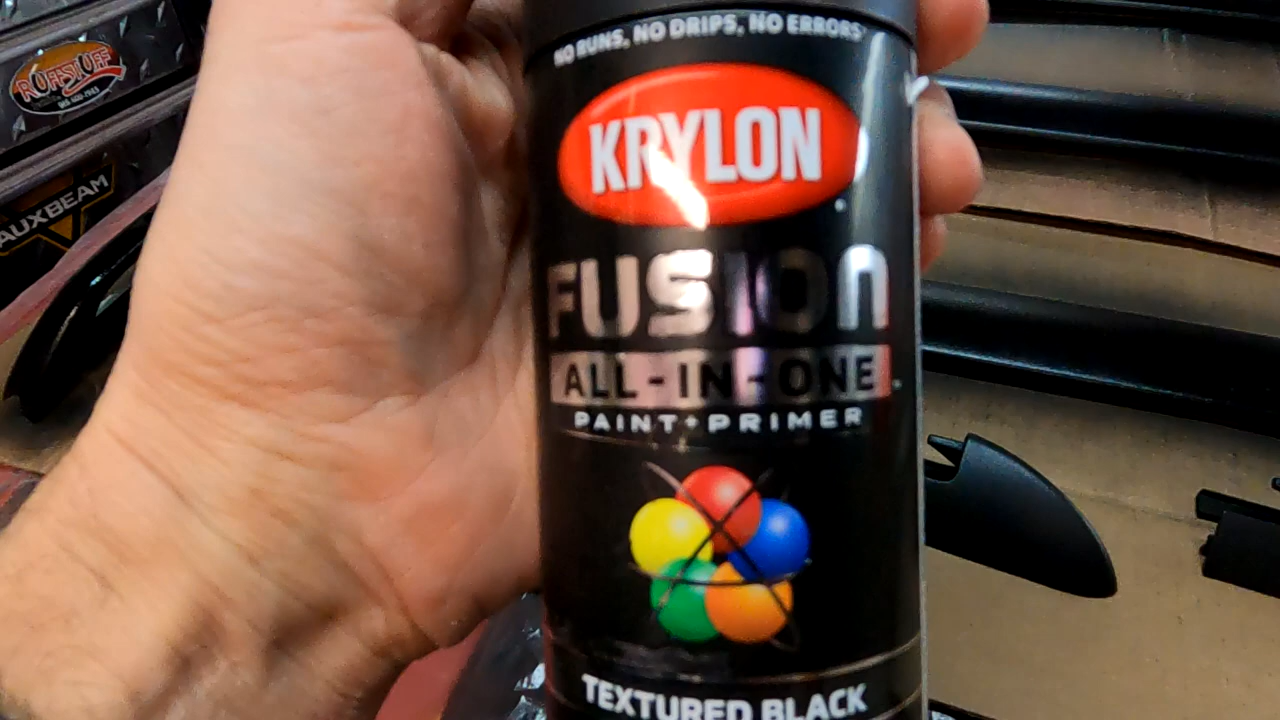 NO RUNS, NO DRIPS, NO ERRORS
KRYLON
FUSION
ALL-IN-ONE
PAINT+PRIMER
TEXTURED BLACK
RUFFSTUFF
AUXBEAM